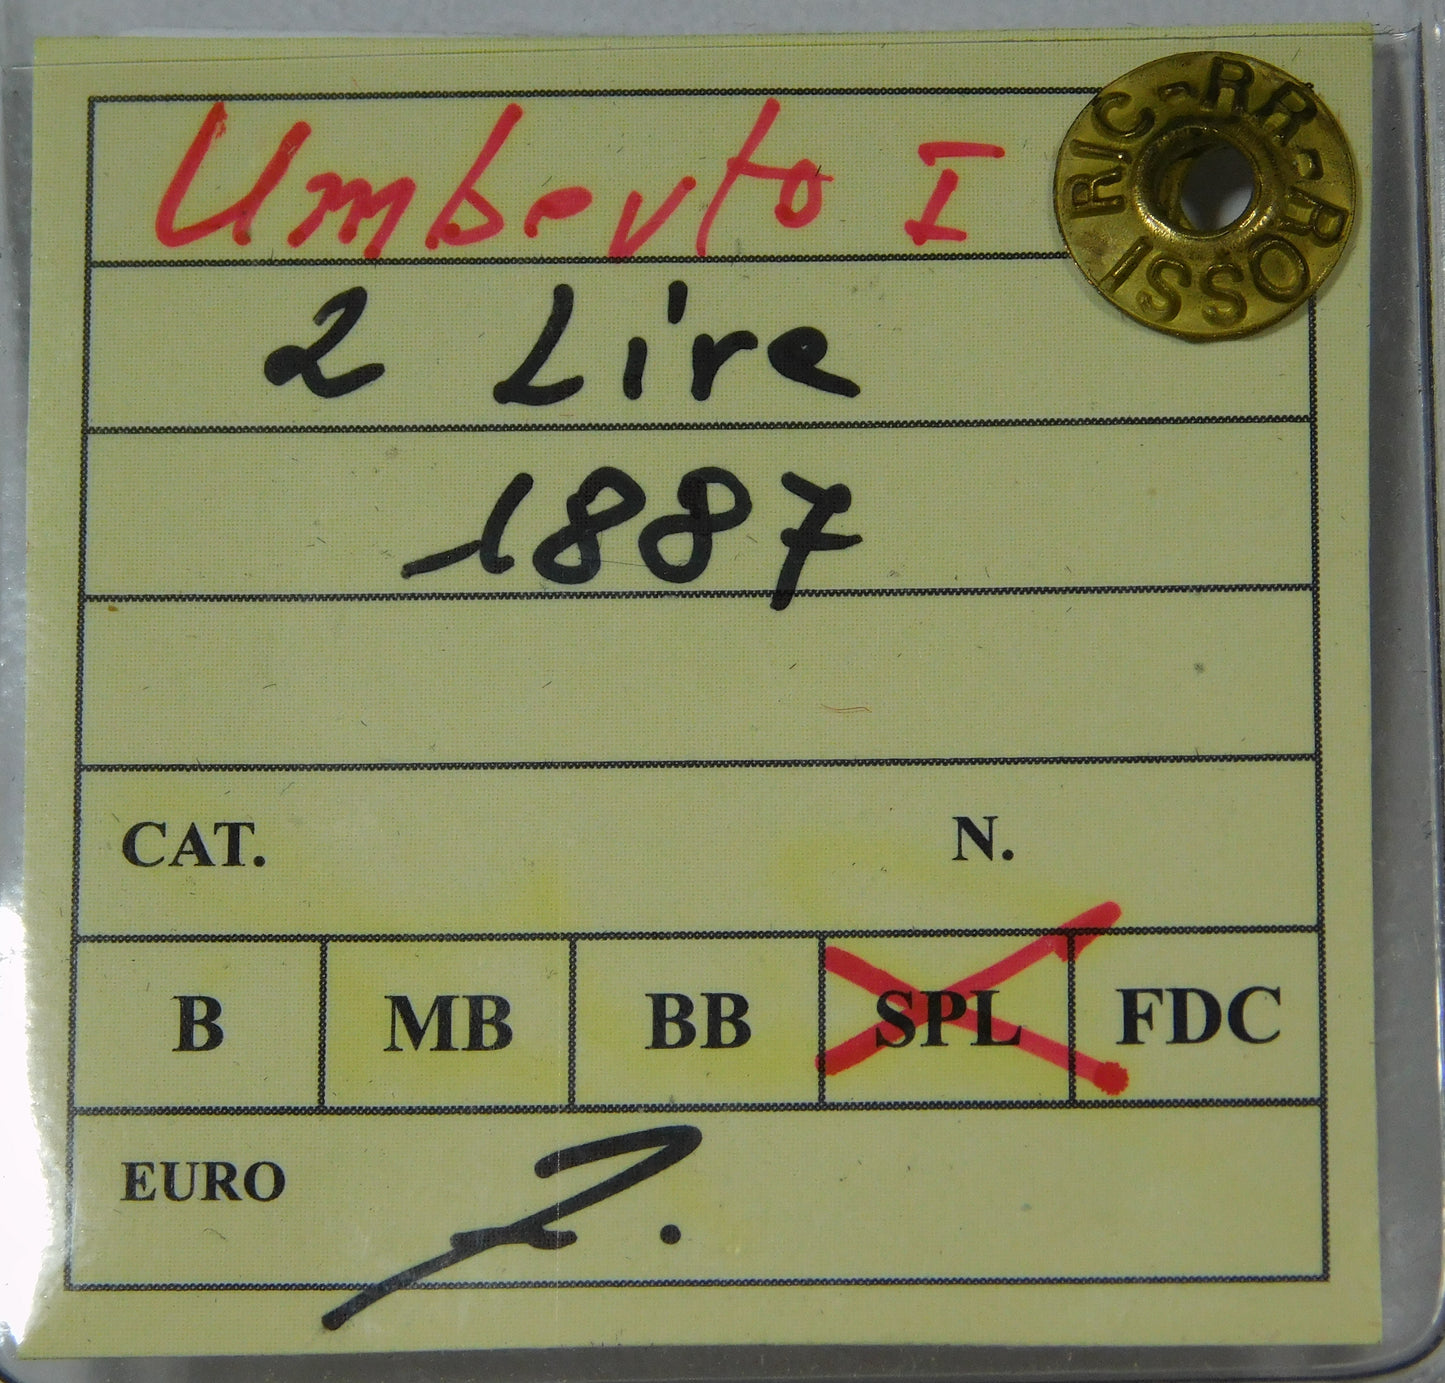 Umberto I
RIC-RR-ROSSI
2 Lire
1887
CAT. N.
B MB BB SPL FDC
EURO